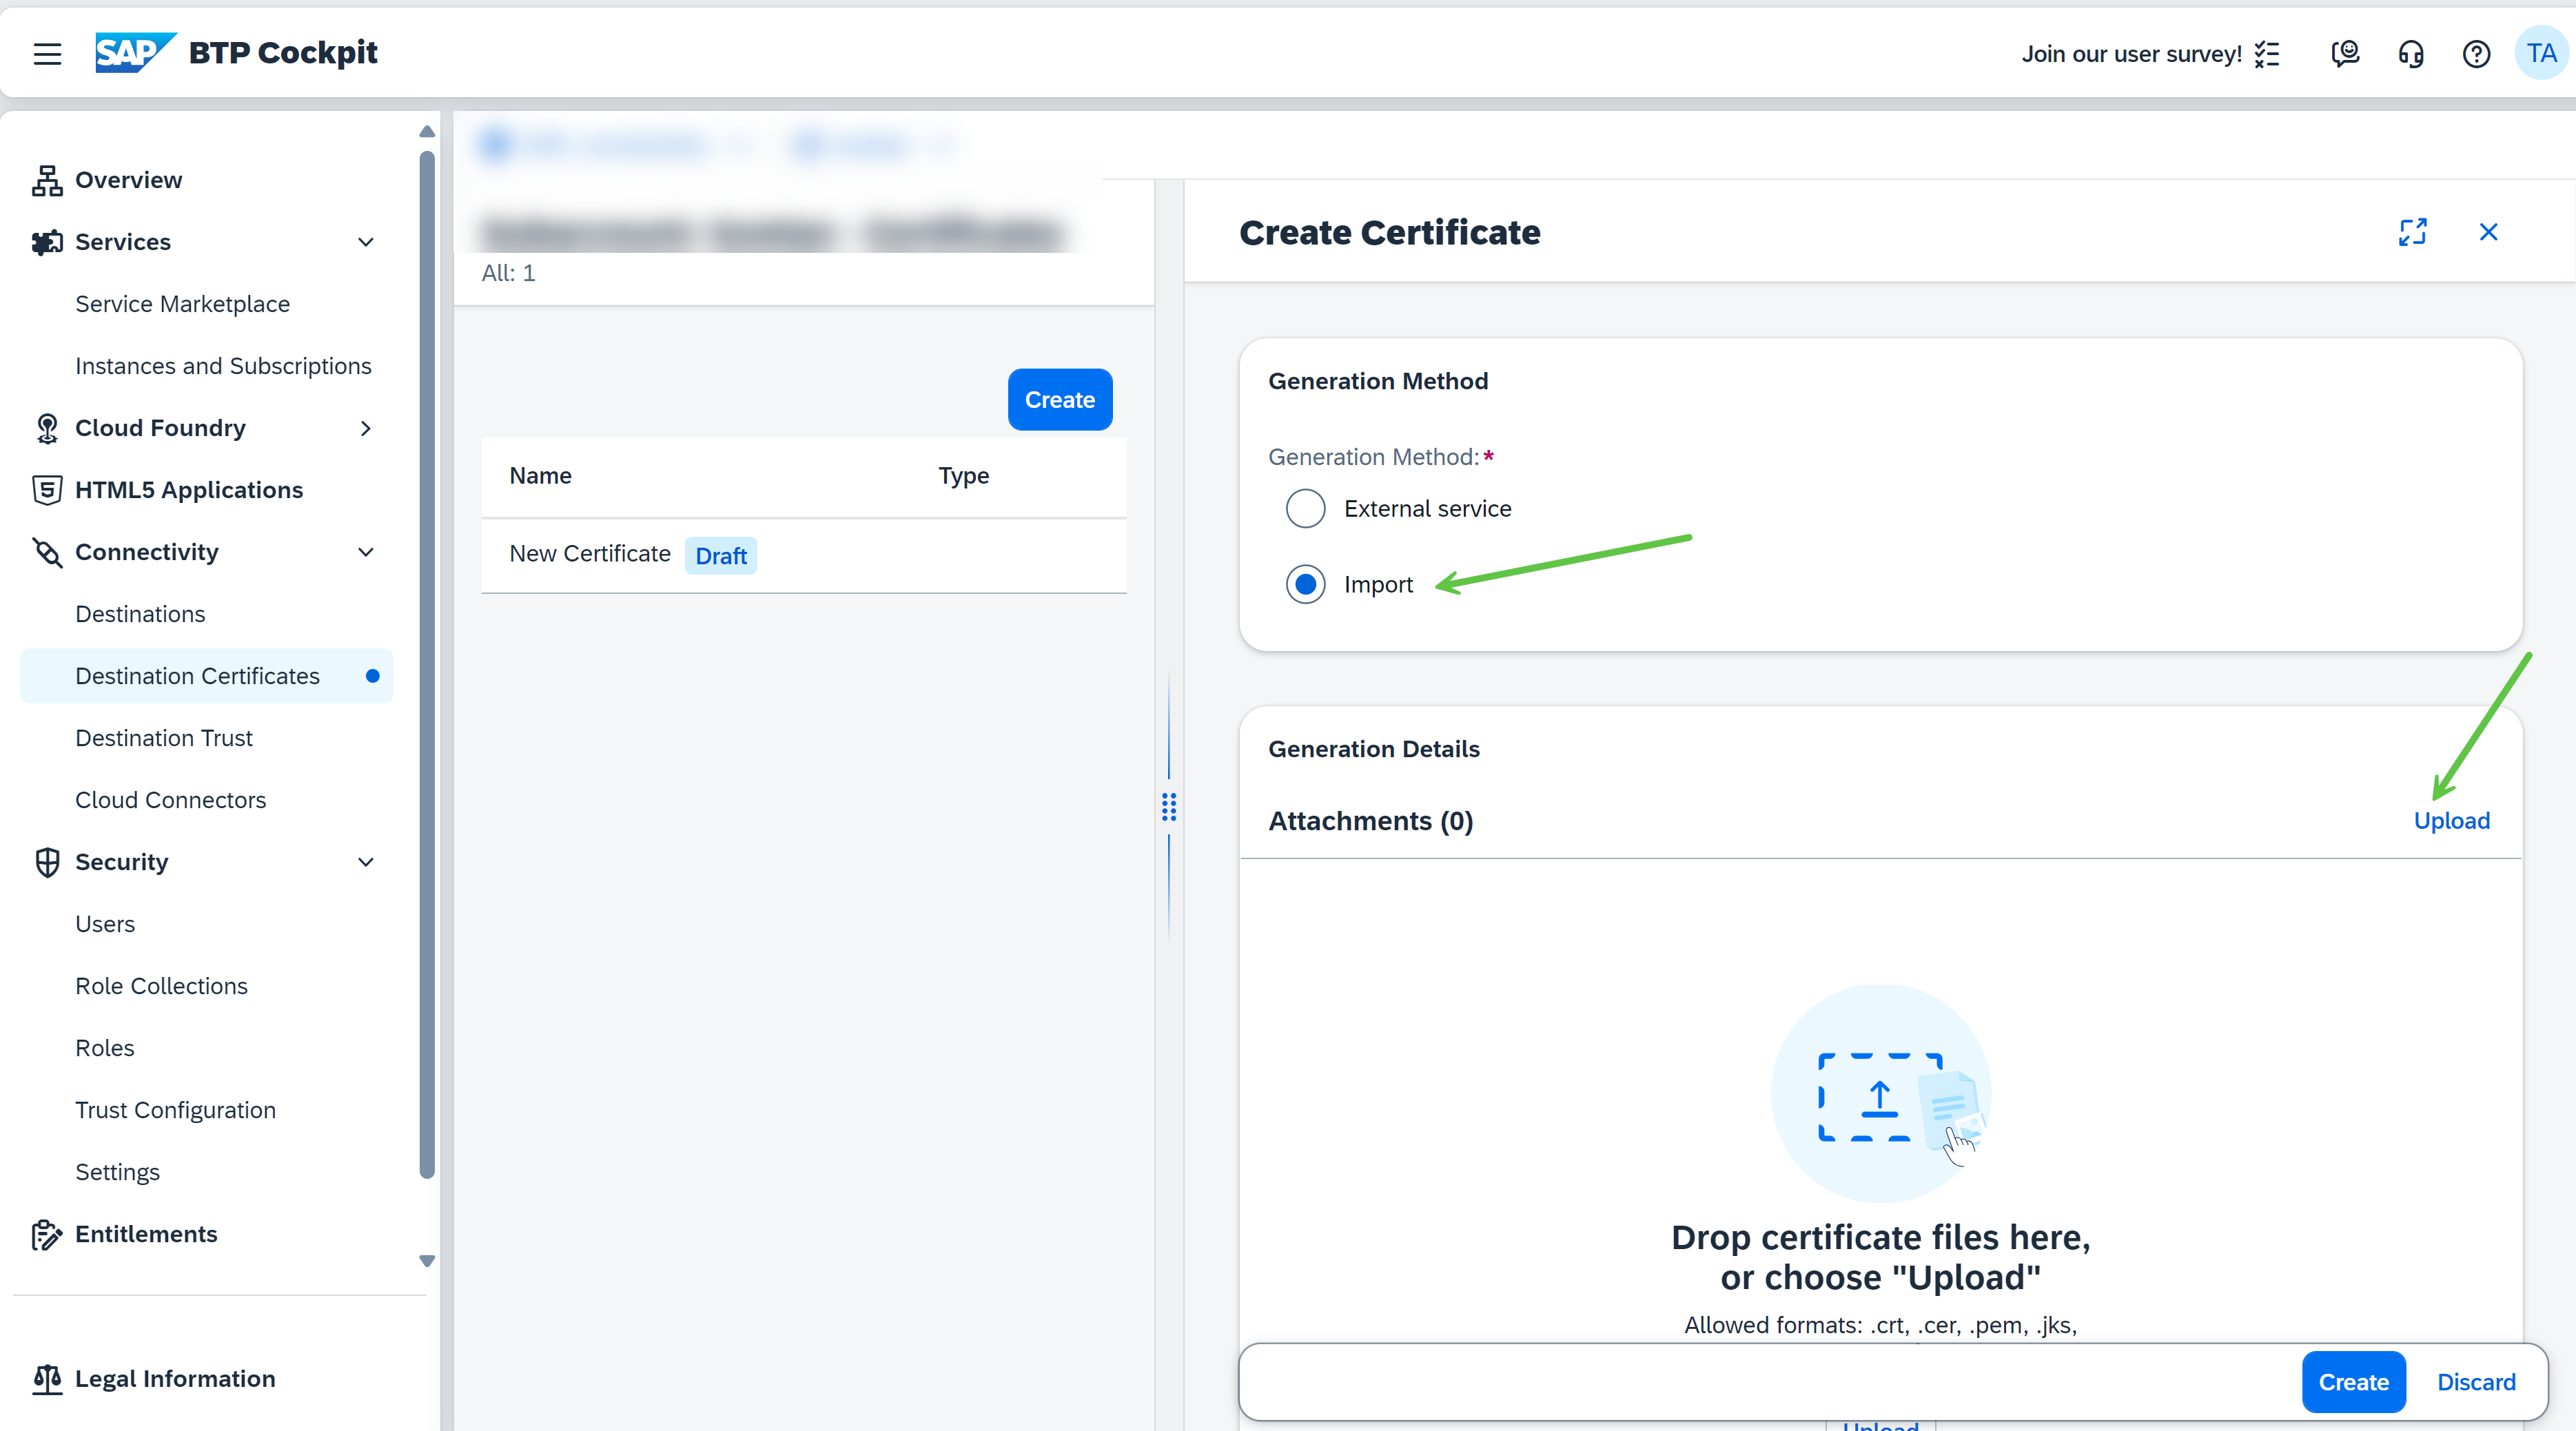 SAP BTP Cockpit
Join our user survey!
TA
Overview
Services
Service Marketplace
Instances and Subscriptions
Cloud Foundry
HTML5 Applications
Connectivity
Destinations
Destination Certificates
Destination Trust
Cloud Connectors
Security
Users
Role Collections
Roles
Trust Configuration
Settings
Entitlements
Legal Information
All: 1
Create
Name Type
New Certificate Draft
Create Certificate
Generation Method
Generation Method:*
External service
Import
Generation Details
Attachments (0)
Upload
Drop certificate files here,
or choose "Upload"
Allowed formats: .crt, .cer, .pem, .jks,
Create
Discard
Upload